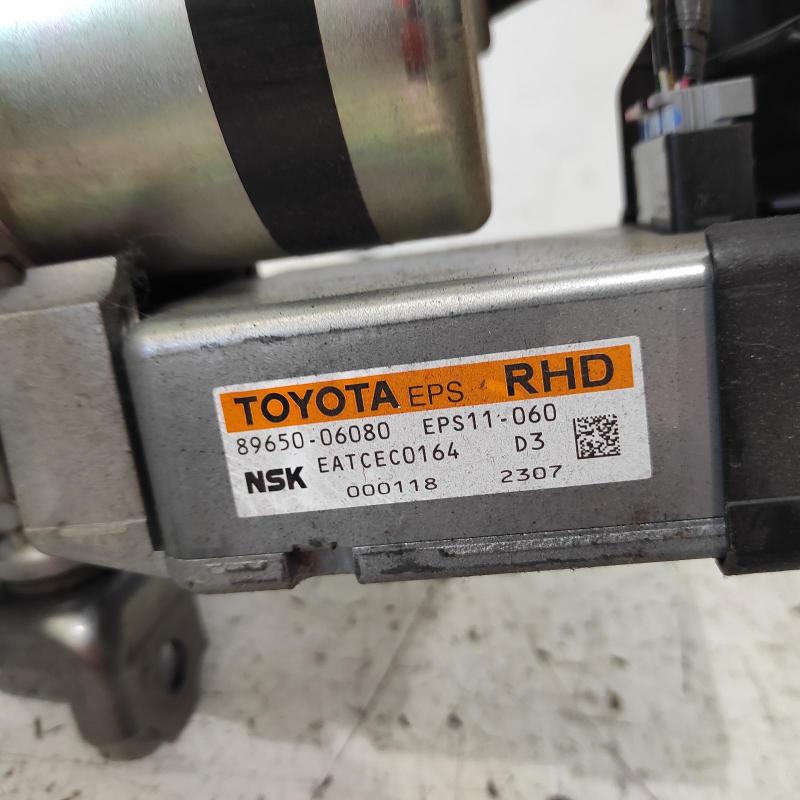 TOYOTA EPS RHD
89650-06080 EPS11-060
NSK EATCEC0164 D3
000118 2307